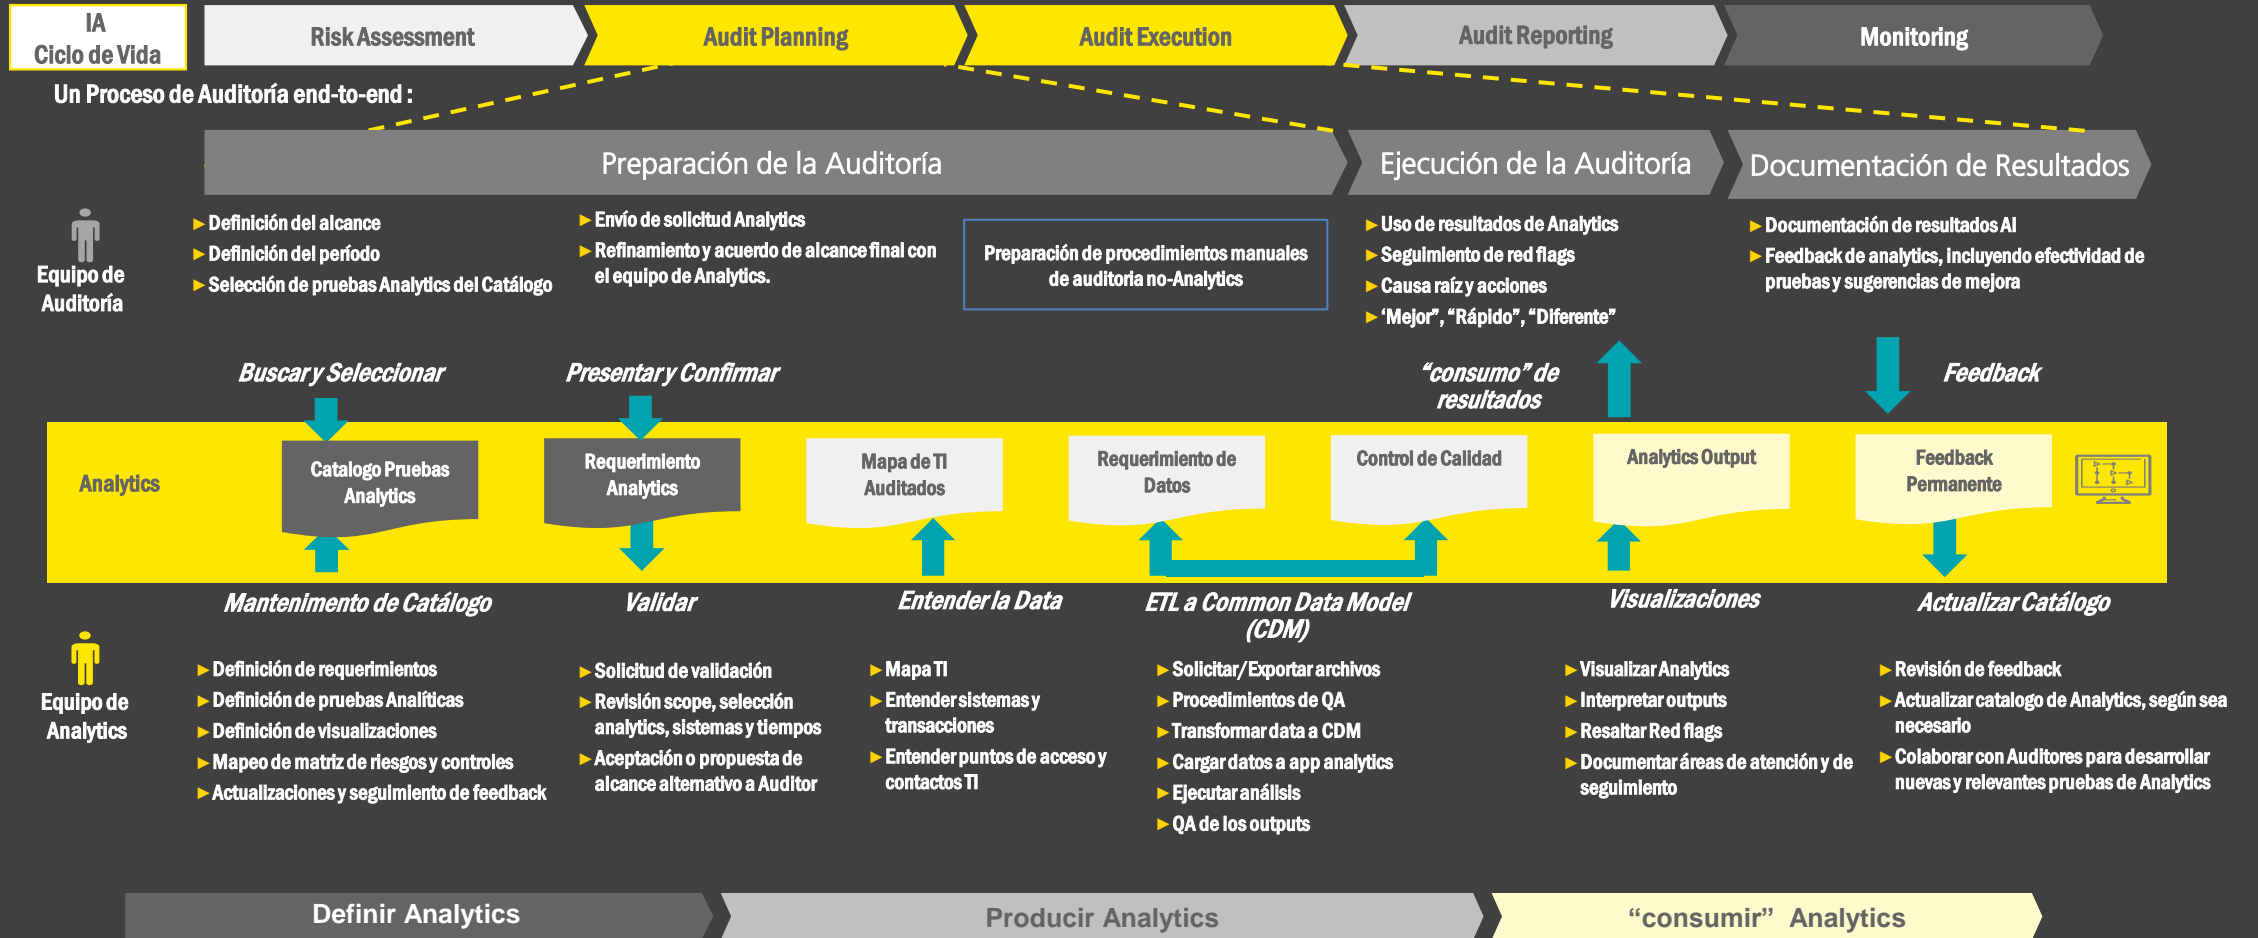 IA
Ciclo de Vida
Risk Assessment
Audit Planning
Audit Execution
Audit Reporting
Monitoring
Un Proceso de Auditoría end-to-end :
Preparación de la Auditoría
Ejecución de la Auditoría
Documentación de Resultados
Equipo de
Auditoría
Definición del alcance
Definición del período
Selección de pruebas Analytics del Catálogo
Envío de solicitud Analytics
Refinamiento y acuerdo de alcance final con
el equipo de Analytics.
Preparación de procedimientos manuales
de auditoria no-Analytics
Uso de resultados de Analytics
Seguimiento de red flags
Causa raíz y acciones
‘Mejor”, “Rápido”, “Diferente”
Documentación de resultados AI
Feedback de analytics, incluyendo efectividad de
pruebas y sugerencias de mejora
Buscar y Seleccionar
Presentar y Confirmar
“consumo” de
resultados
Feedback
Analytics
Catalogo Pruebas
Analytics
Requerimiento
Analytics
Mapa de TI
Auditados
Requerimiento de
Datos
Control de Calidad
Analytics Output
Feedback
Permanente
Mantenimento de Catálogo
Validar
Entender la Data
ETL a Common Data Model
(CDM)
Visualizaciones
Actualizar Catálogo
Equipo de
Analytics
Definición de requerimientos
Definición de pruebas Analíticas
Definición de visualizaciones
Mapeo de matriz de riesgos y controles
Actualizaciones y seguimiento de feedback
Solicitud de validación
Revisión scope, selección
analytics, sistemas y tiempos
Aceptación o propuesta de
alcance alternativo a Auditor
Mapa TI
Entender sistemas y
transacciones
Entender puntos de acceso y
contactos TI
Solicitar/Exportar archivos
Procedimientos de QA
Transformar data a CDM
Cargar datos a app analytics
Ejecutar análisis
QA de los outputs
Visualizar Analytics
Interpretar outputs
Resaltar Red flags
Documentar áreas de atención y de
seguimiento
Revisión de feedback
Actualizar catalogo de Analytics, según sea
necesario
Colaborar con Auditores para desarrollar
nuevas y relevantes pruebas de Analytics
Definir Analytics
Producir Analytics
“consumir” Analytics